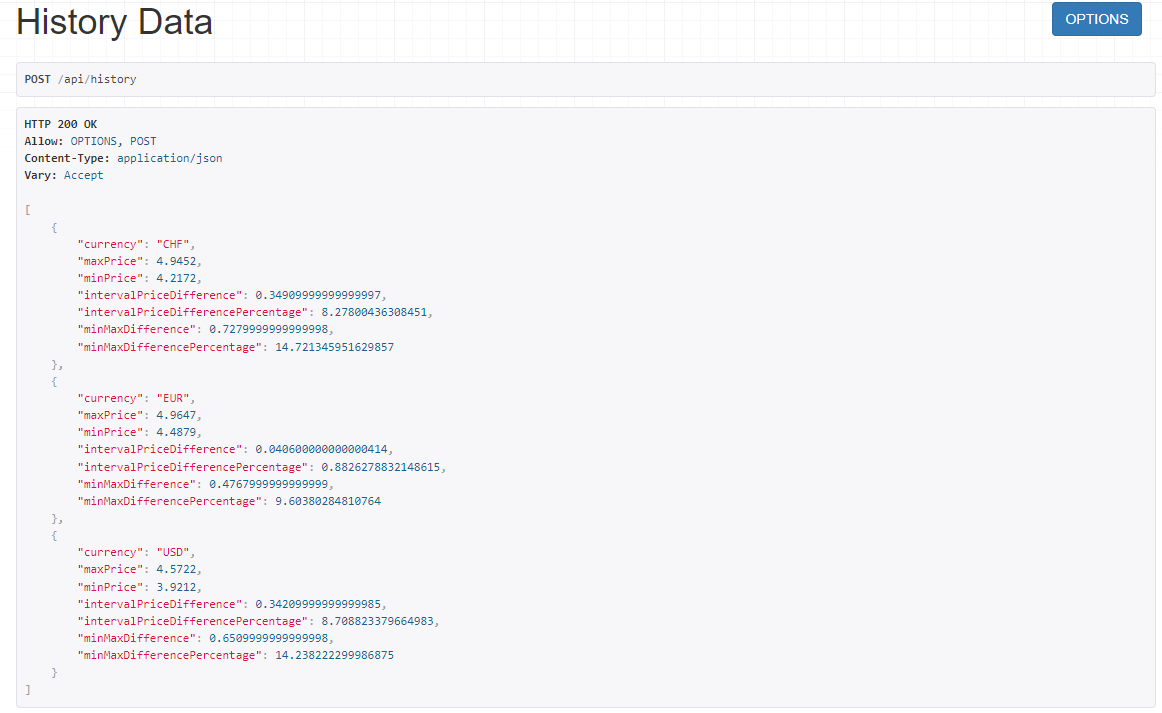 History Data
OPTIONS
POST /api/history
HTTP 200 OK
Allow: OPTIONS, POST
Content-Type: application/json
Vary: Accept
[
    {
        "currency": "CHF",
        "maxPrice": 4.9452,
        "minPrice": 4.2172,
        "intervalPriceDifference": 0.34909999999999997,
        "intervalPriceDifferencePercentage": 8.27800436308451,
        "minMaxDifference": 0.7279999999999998,
        "minMaxDifferencePercentage": 14.721345951629857
    },
    {
        "currency": "EUR",
        "maxPrice": 4.9647,
        "minPrice": 4.4879,
        "intervalPriceDifference": 0.040600000000000414,
        "intervalPriceDifferencePercentage": 0.8826278832148615,
        "minMaxDifference": 0.4767999999999999,
        "minMaxDifferencePercentage": 9.60380284810764
    },
    {
        "currency": "USD",
        "maxPrice": 4.5722,
        "minPrice": 3.9212,
        "intervalPriceDifference": 0.34209999999999985,
        "intervalPriceDifferencePercentage": 8.708823379664983,
        "minMaxDifference": 0.6509999999999998,
        "minMaxDifferencePercentage": 14.238222299986875
    }
]